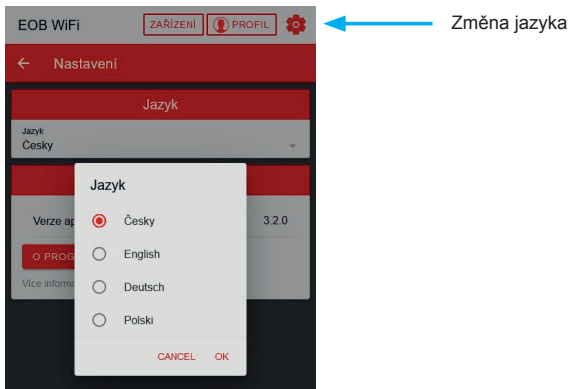 EOB WiFi
ZAŘÍZENÍ
PROFIL
Změna jazyka
Nastavení
Jazyk
Jazyk
Česky
Jazyk
Verze ap
3.2.0
Česky
English
O PROG
Více informa
Deutsch
Polski
CANCEL OK